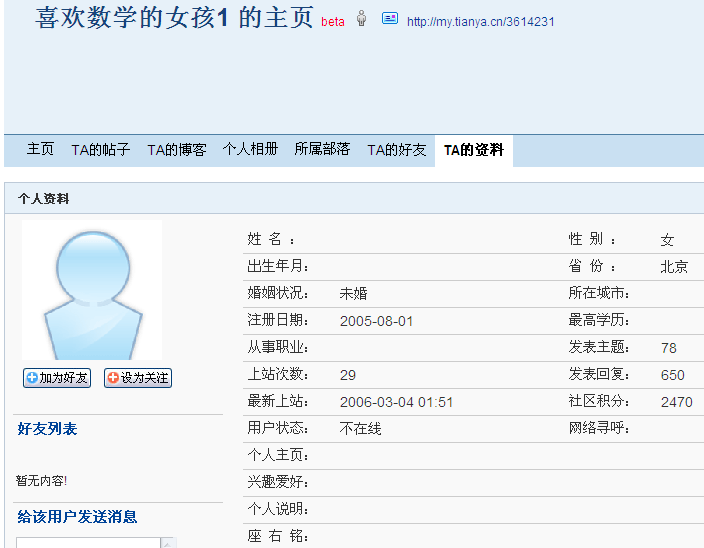 喜欢数学的女孩1 的主页 beta http://my.tianya.cn/3614231
主页 TA的帖子 TA的博客 个人相册 所属部落 TA的好友 TA的资料
个人资料
姓 名 : 性 别 : 女
出生年月: 省 份 : 北京
婚姻状况: 未婚 所在城市:
注册日期: 2005-08-01 最高学历:
从事职业: 发表主题: 78
上站次数: 29 发表回复: 650
最新上站: 2006-03-04 01:51 社区积分: 2470
用户状态: 不在线 网络寻呼:
个人主页:
兴趣爱好:
个人说明:
座 右 铭:
加为好友 设为关注
好友列表
暂无内容!
给该用户发送消息